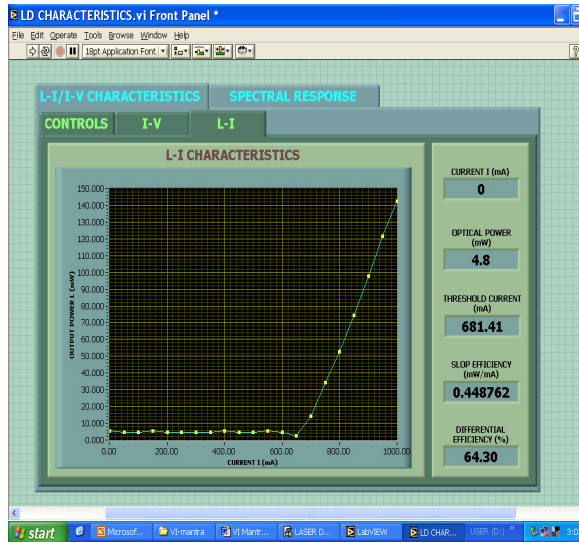 LD CHARACTERISTICS.vi Front Panel *
File Edit Operate Tools Browse Window Help
18pt Application Font
L-I/I-V CHARACTERISTICS SPECTRAL RESPONSE
CONTROLS I-V L-I
L-I CHARACTERISTICS
150.000
140.000
130.000
120.000
110.000
100.000
90.000
80.000
70.000
60.000
50.000
40.000
30.000
20.000
10.000
0.000
OUTPUT POWER L (mW)
0.00 200.00 400.00 600.00 800.00 1000.00
CURRENT I (mA)
CURRENT I (mA)
0
OPTICAL POWER
(mW)
4.8
THRESHOLD CURRENT
(mA)
681.41
SLOP EFFICIENCY
(mW/mA)
0.448762
DIFFERENTIAL
EFFICIENCY (%)
64.30
start Microsof... VI-mantra VI Mantr... LASER D... LabVIEW LD CHAR... USER (D:) »